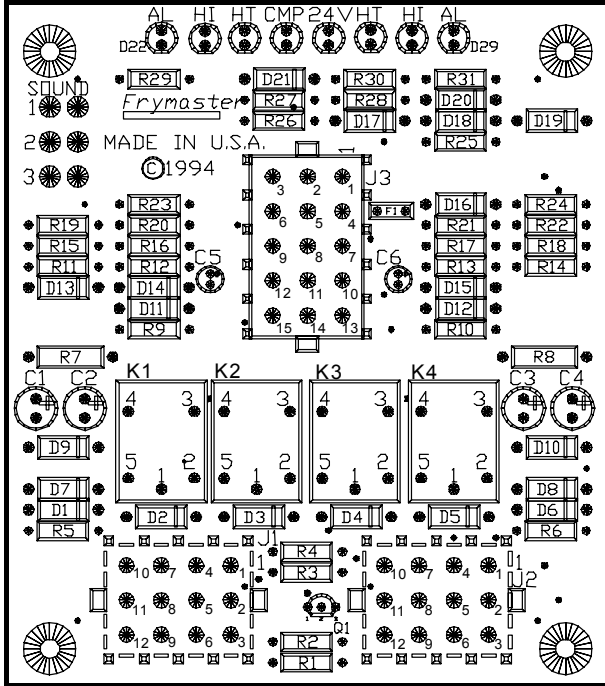 AL HI HT CMP 24V HT HI AL
D22 D29
SOUND R29 D21 R30 R31
1 Frymaster R27 R28 D20
R26 D17 D18 D19
2 MADE IN U.S.A. R25
3 ©1994 1 J3
3 2 1
R23 D16 R24
R19 R20 6 5 4 F1 R21 R22
R15 R16 9 8 7 R17 R18
R11 R12 C5 C6 R13 R14
D13 D14 12 11 10 D15
D11 D12
R9 15 14 13 R10
R7 R8
C1 C2 K1 K2 K3 K4 C3 C4
+ + 4 3 4 3 4 3 4 3 + +
D9 D10
5 2 5 2 5 2 5 2
1 1 1 1
D7 D8
D1 D2 D3 D4 D5 D6
R5 J1 R6
1 R4 1
10 7 4 1 R3 10 7 4 1 J2
11 8 5 2 11 8 5 2
1 2 3
Q1
12 9 6 3 R2 12 9 6 3
R1